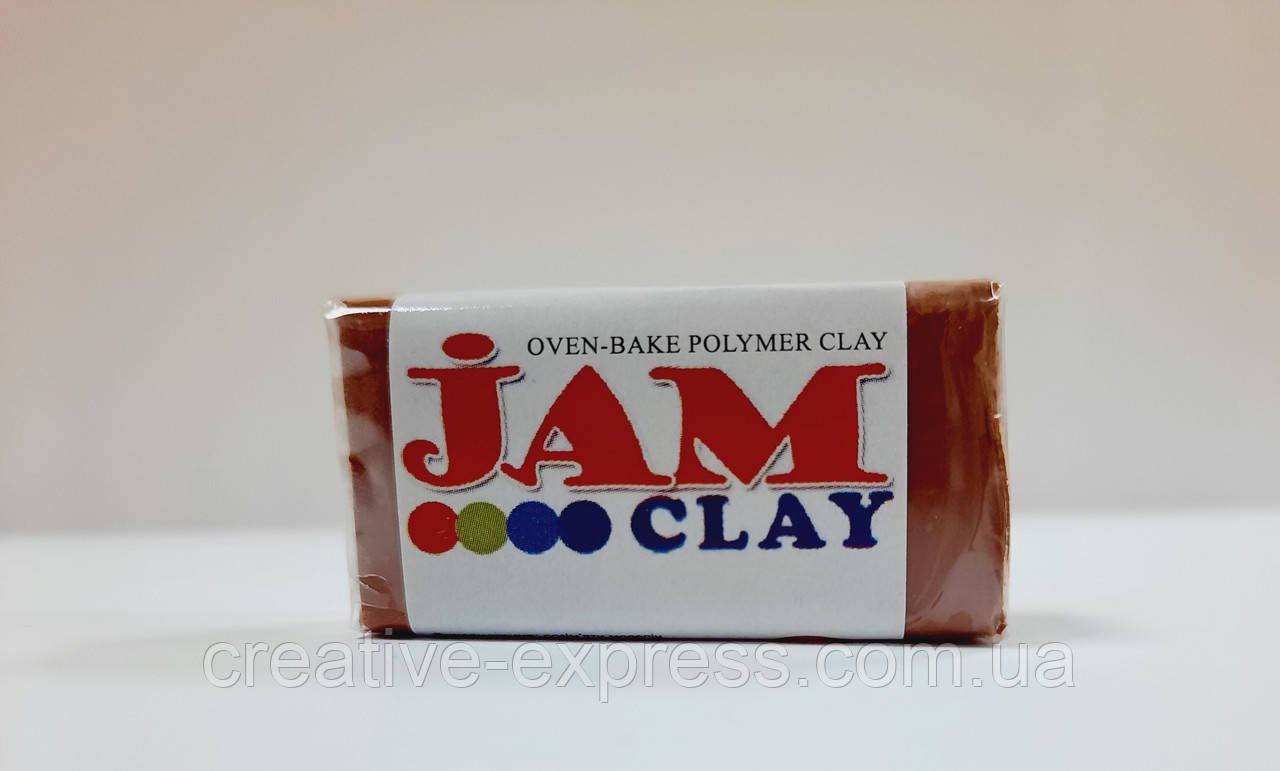 OVEN-BAKE POLYMER CLAY
JAM
CLAY
creative-express.com.ua